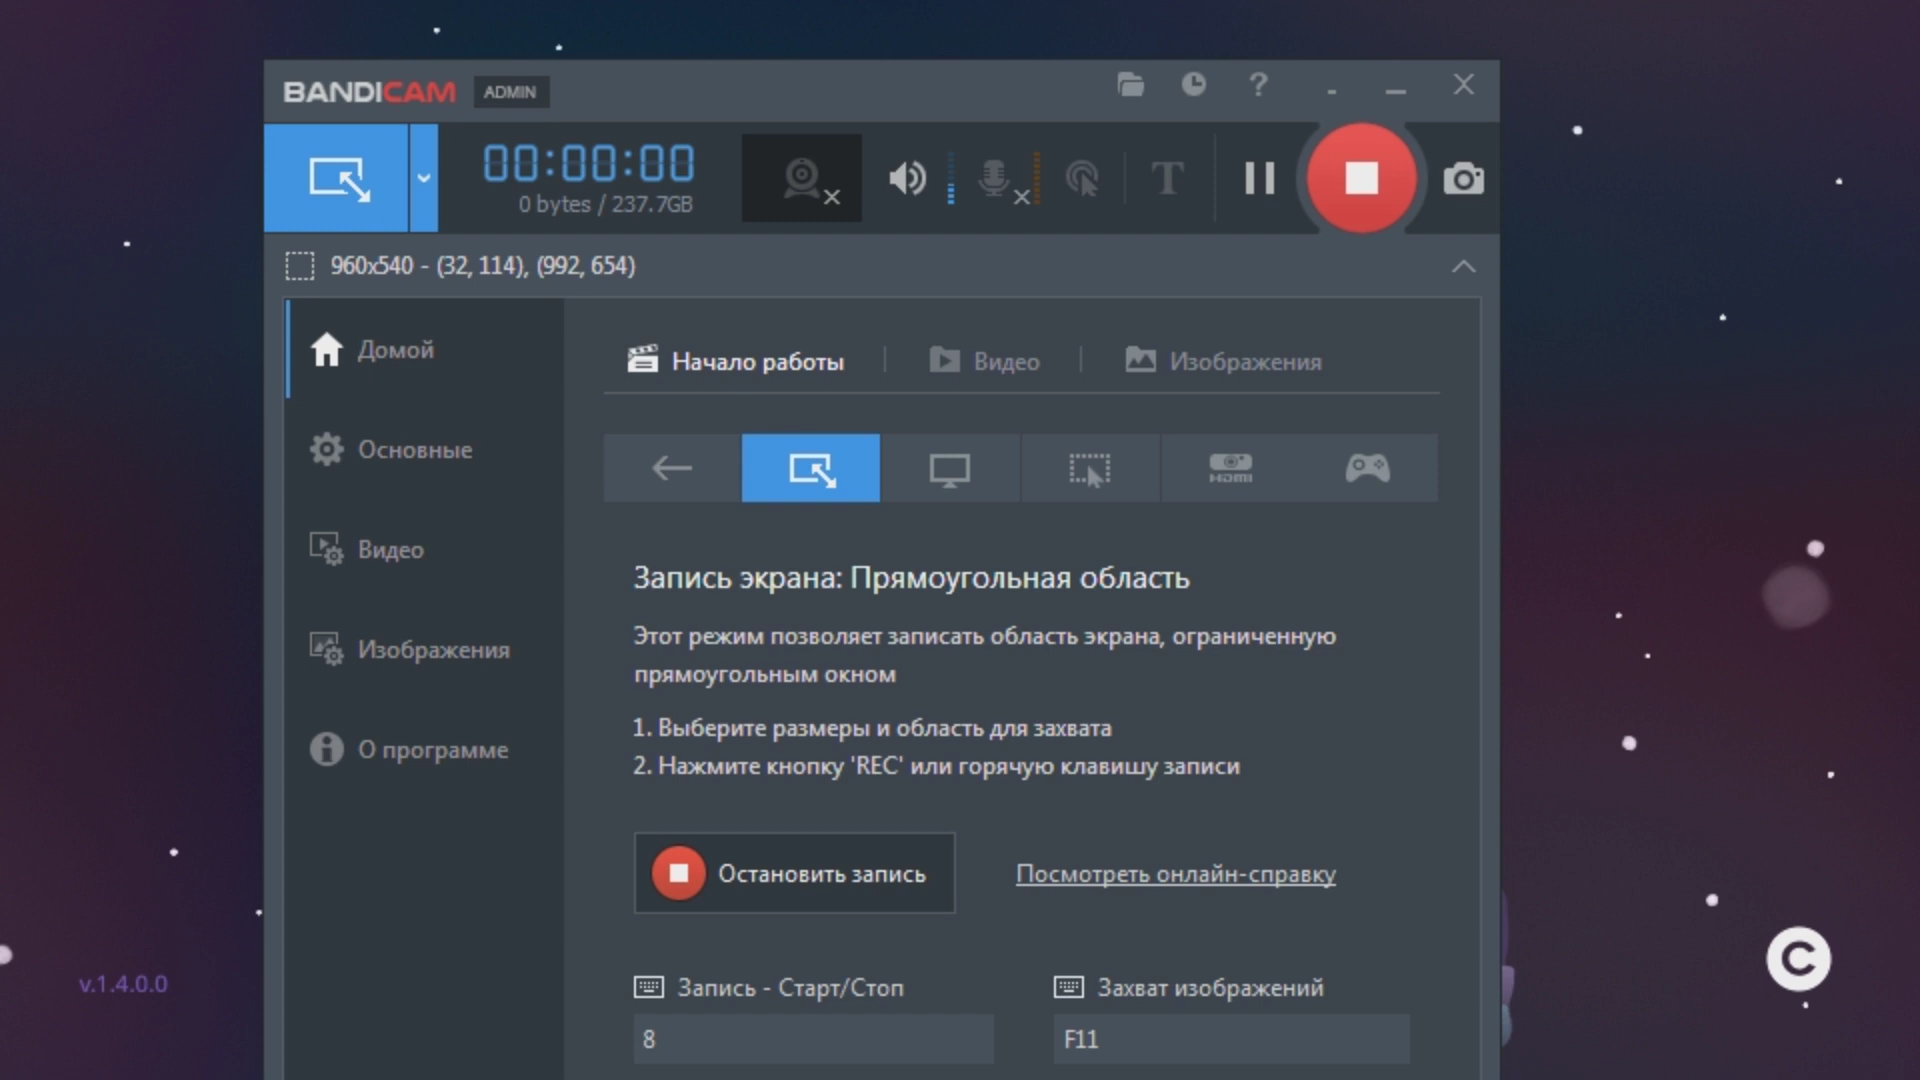 BANDICAM ADMIN
00:00:00
0 bytes / 237.7GB
T
960x540 - (32, 114), (992, 654)
Домой
Основные
Видео
Изображения
О программе
Начало работы
Видео
Изображения
HDMI
Запись экрана: Прямоугольная область
Этот режим позволяет записать область экрана, ограниченную
прямоугольным окном
1. Выберите размеры и область для захвата
2. Нажмите кнопку 'REC' или горячую клавишу записи
Остановить запись
Посмотреть онлайн-справку
Запись - Старт/Стоп
Захват изображений
8
F11
v.1.4.0.0
C